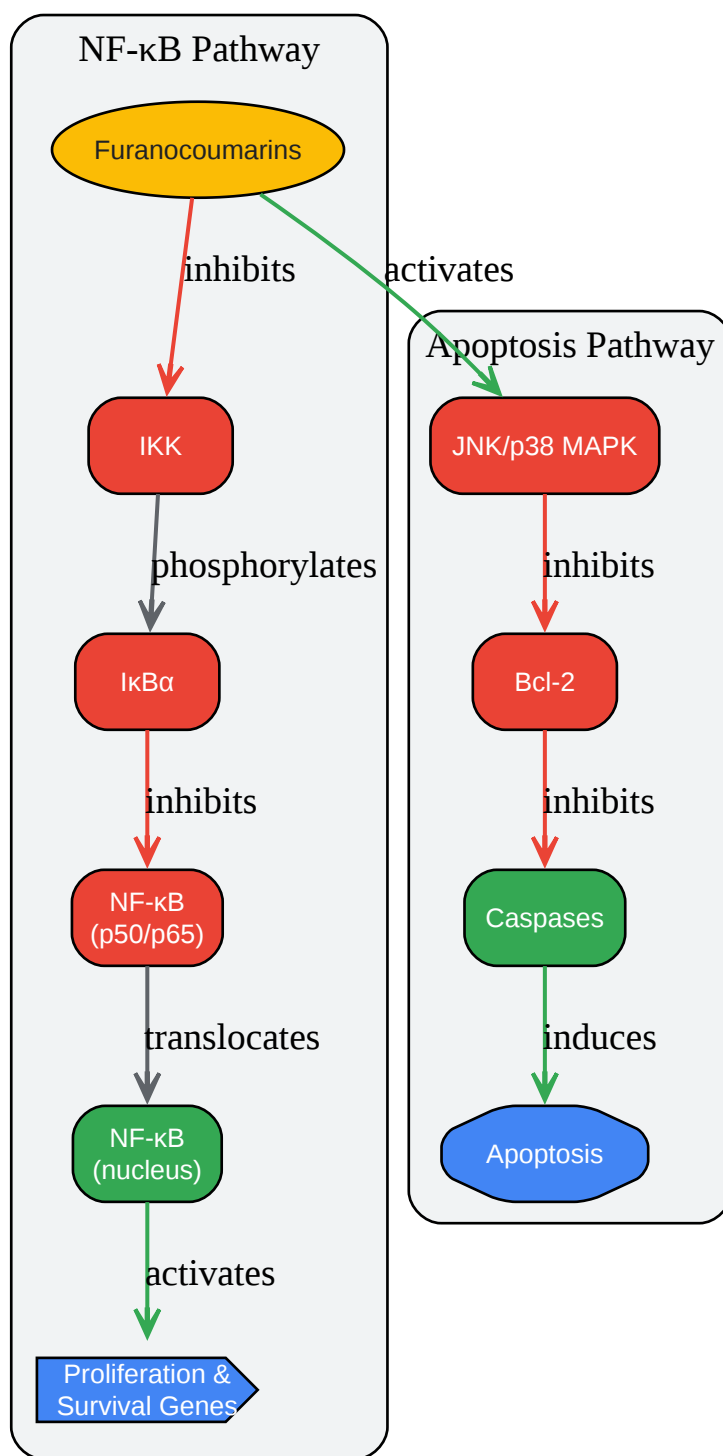 NF-κB Pathway
Furanocoumarins
inhibits
activates
Apoptosis Pathway
IKK
JNK/p38 MAPK
phosphorylates
inhibits
IκBα
Bcl-2
inhibits
inhibits
NF-κB
(p50/p65)
Caspases
translocates
induces
NF-κB
(nucleus)
Apoptosis
activates
Proliferation &
Survival Genes